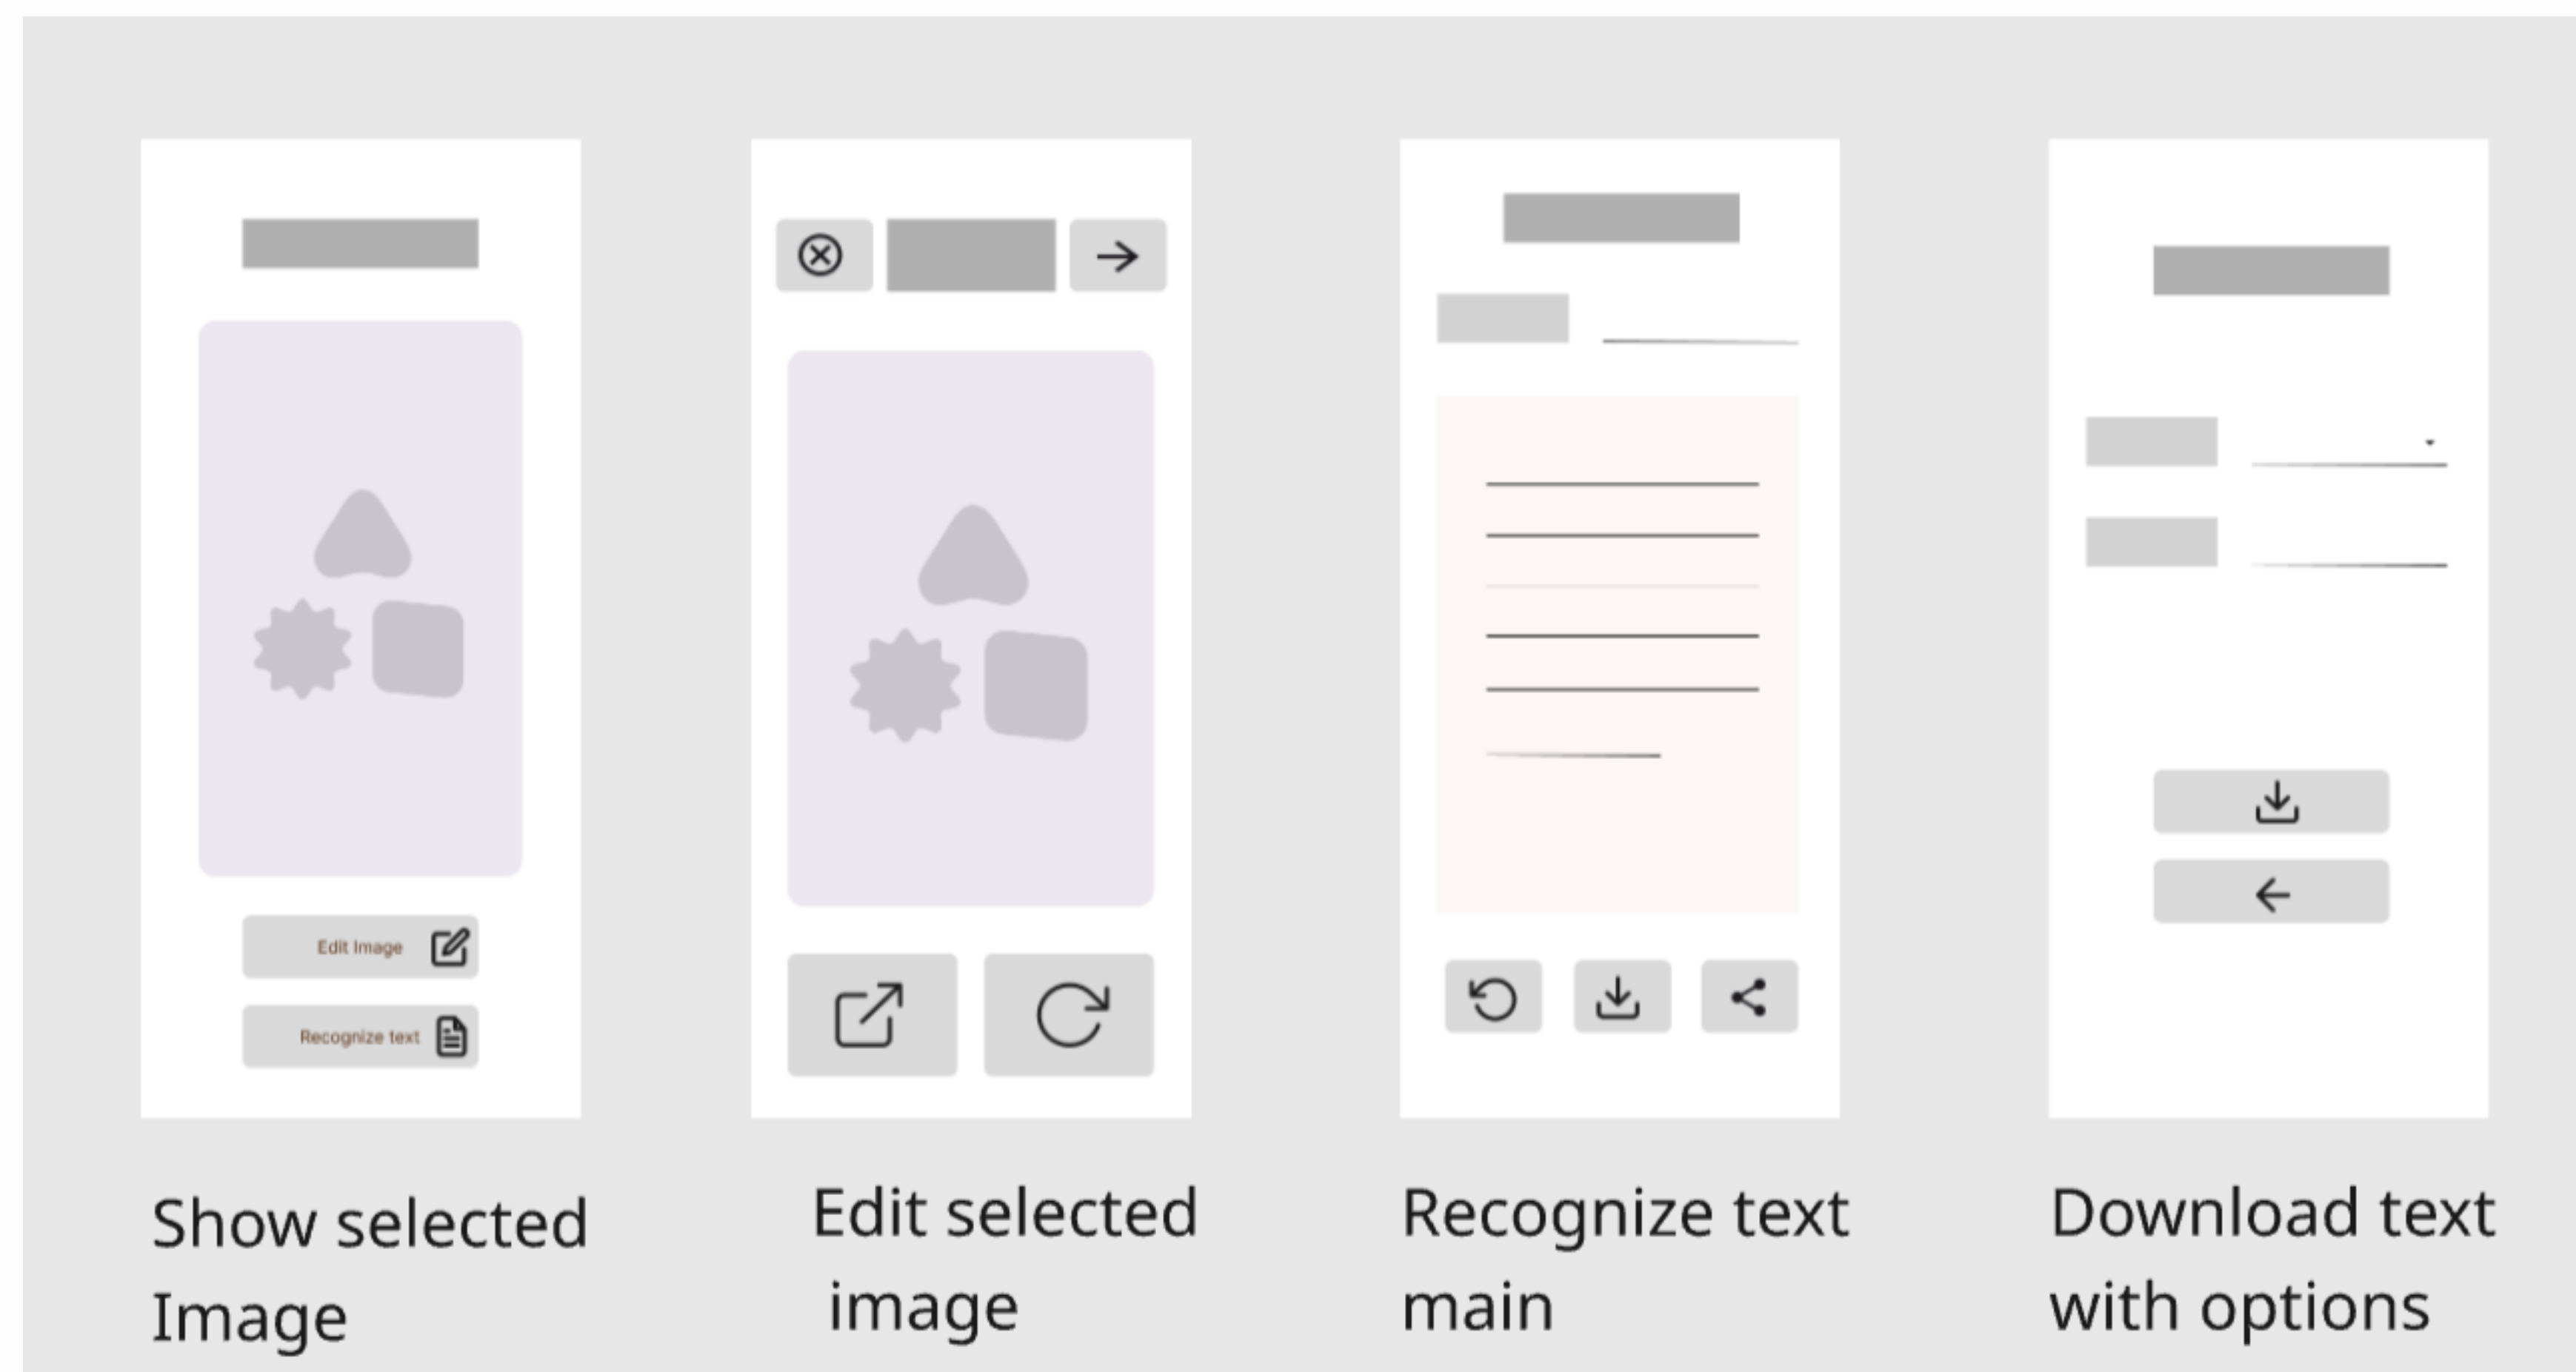 Edit Image
Recognize text
Show selected
Image
Edit selected
image
Recognize text
main
Download text
with options